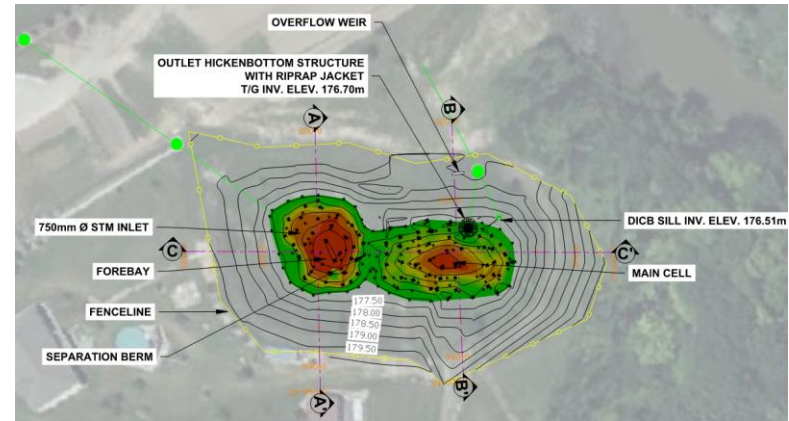 OVERFLOW WEIR
OUTLET HICKENBOTTOM STRUCTURE
WITH RIPRAP JACKET
T/G INV. ELEV. 176.70m
A
B
750mm Ø STM INLET
DICB SILL INV. ELEV. 176.51m
C
C'
FOREBAY
MAIN CELL
FENCELINE
177.50
178.00
178.50
179.00
179.50
SEPARATION BERM
A'
B'